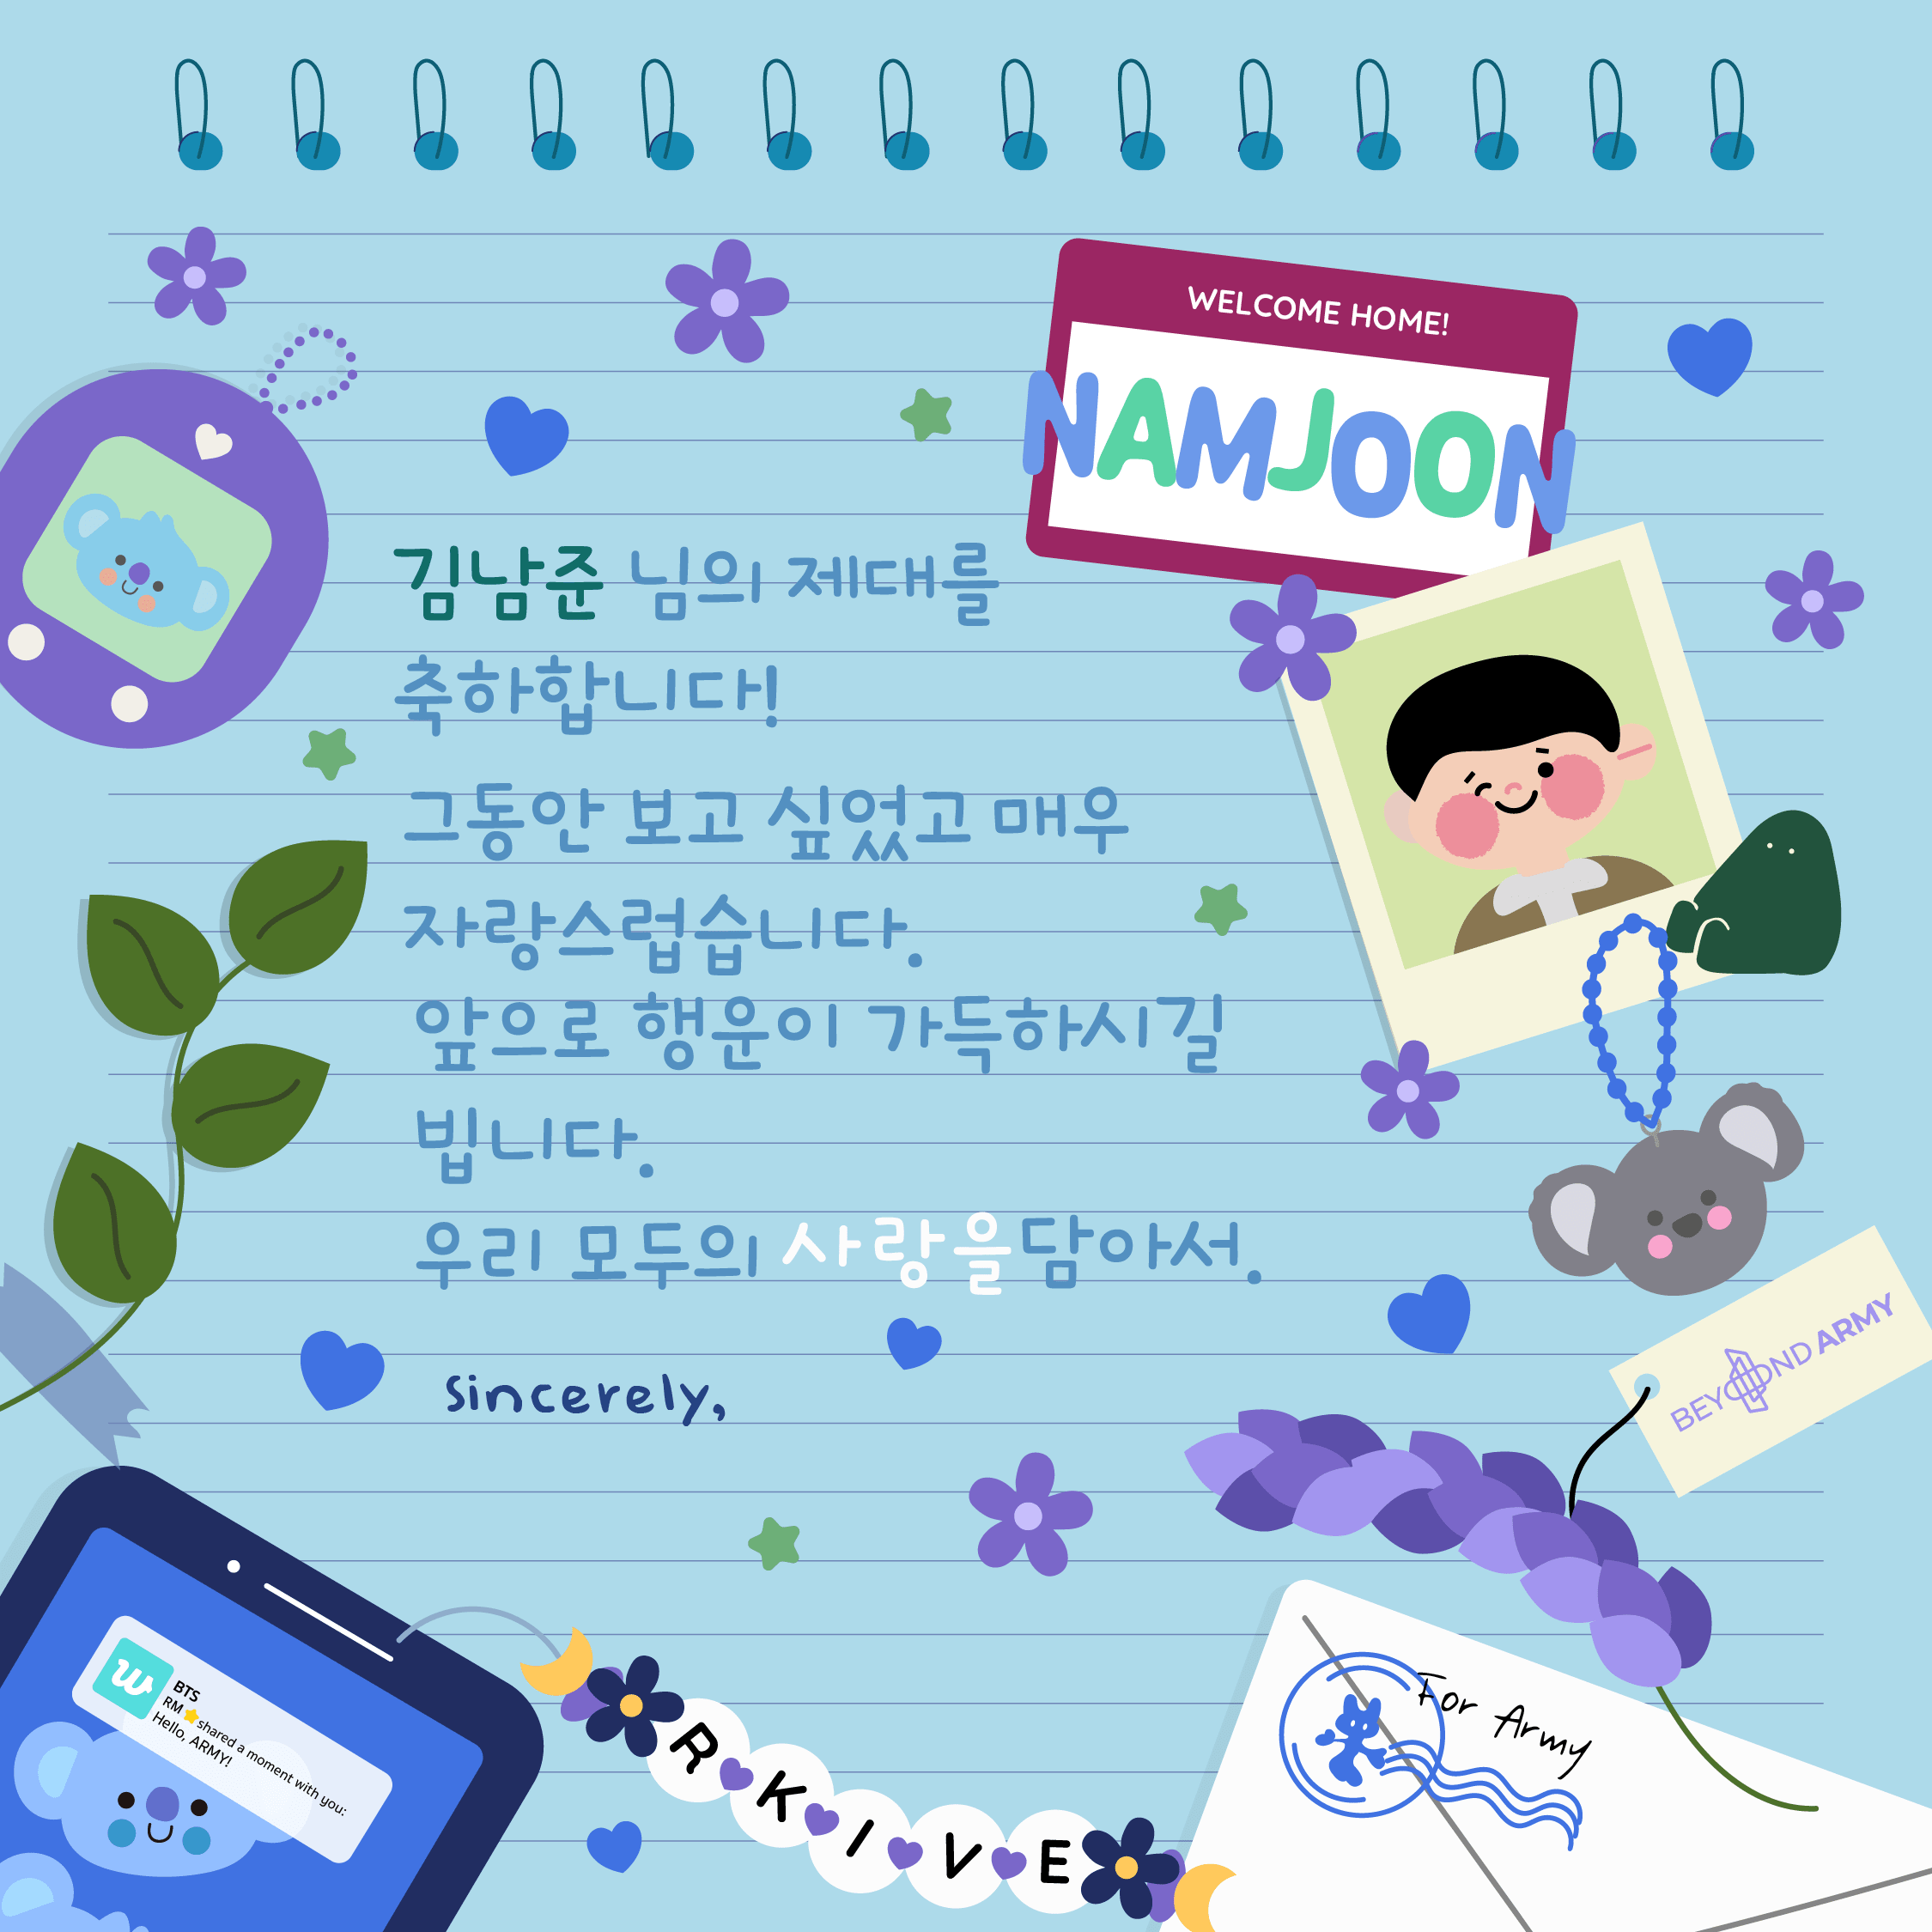 WELCOME HOME!
NAMJOON
김남준 님의 제대를
축하합니다!
그동안 보고 싶었고 매우
자랑스럽습니다.
앞으로 행운이 가득하시길
빕니다.
우리 모두의 사랑을담아서.
sincerely,
BEYOND ARMY
W
BTS
RM ⭐shared a moment with you:
Hello, ARMY!
RKIVE
For Army